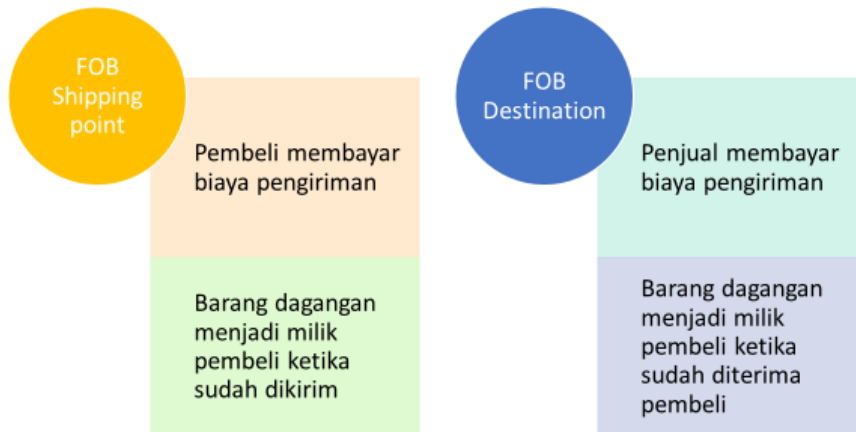 FOB
Shipping
point
Pembeli membayar
biaya pengiriman
Barang dagangan
menjadi milik
pembeli ketika
sudah dikirim
FOB
Destination
Penjual membayar
biaya pengiriman
Barang dagangan
menjadi milik
pembeli ketika
sudah diterima
pembeli